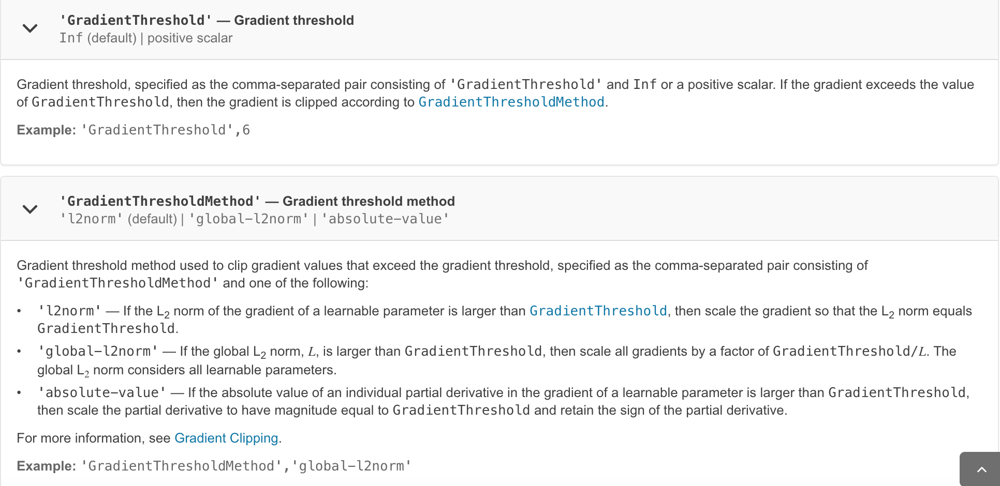 'GradientThreshold' — Gradient threshold
Inf (default) | positive scalar
Gradient threshold, specified as the comma-separated pair consisting of 'GradientThreshold' and Inf or a positive scalar. If the gradient exceeds the value
of GradientThreshold, then the gradient is clipped according to GradientThresholdMethod.
Example: 'GradientThreshold',6
'GradientThresholdMethod' — Gradient threshold method
'l2norm' (default) | 'global-l2norm' | 'absolute-value'
Gradient threshold method used to clip gradient values that exceed the gradient threshold, specified as the comma-separated pair consisting of
'GradientThresholdMethod' and one of the following:
• 'l2norm' — If the L₂ norm of the gradient of a learnable parameter is larger than GradientThreshold, then scale the gradient so that the L₂ norm equals
GradientThreshold.
• 'global-l2norm' — If the global L₂ norm, L, is larger than GradientThreshold, then scale all gradients by a factor of GradientThreshold/L. The
global L₂ norm considers all learnable parameters.
• 'absolute-value' — If the absolute value of an individual partial derivative in the gradient of a learnable parameter is larger than GradientThreshold,
then scale the partial derivative to have magnitude equal to GradientThreshold and retain the sign of the partial derivative.
For more information, see Gradient Clipping.
Example: 'GradientThresholdMethod','global-l2norm'